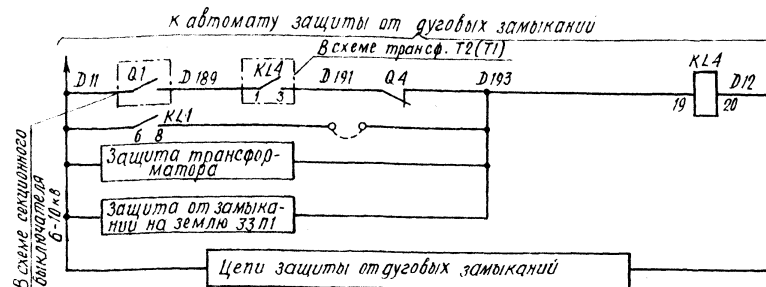 к автомату защиты от дуговых замыканий
В схеме трансф. Т2(Т1)
D11 Q1 D189 KL4 D191 Q4 D193 KL4 D12
1 3
19 20
KL1
6 8
Защита трансфор-
матора
Защита от замыка-
ний на землю ЗЗП1
Цепи защиты от дуговых замыканий
В схеме секционного
выключателя
6-10кв